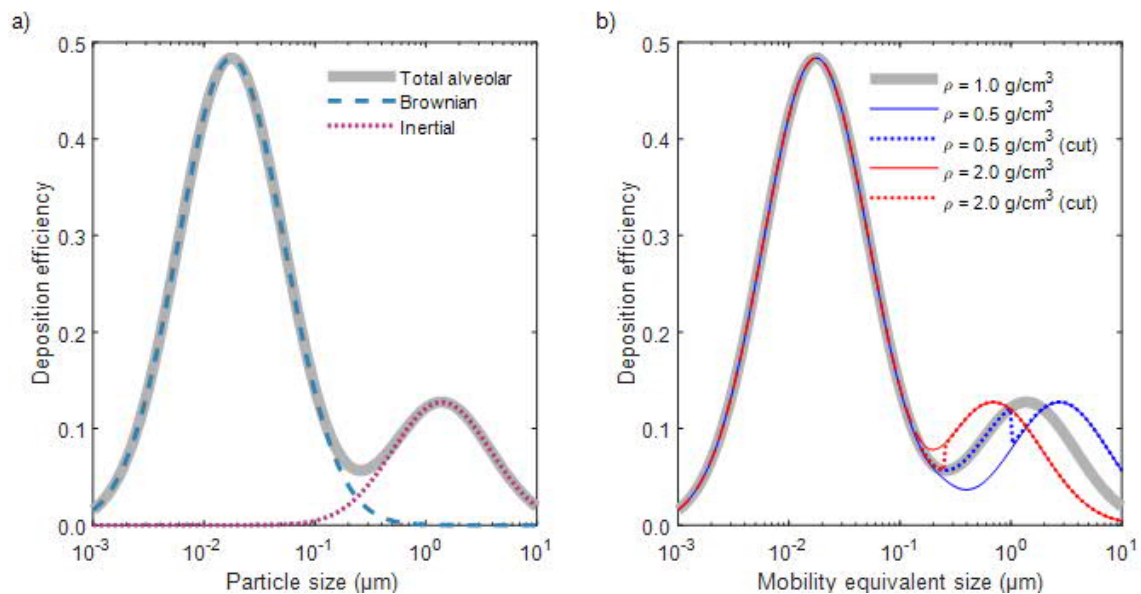 a)
0.5
0.4
0.3
0.2
0.1
0.0
Deposition efficiency
10⁻³
10⁻²
10⁻¹
10⁰
10¹
Particle size (µm)
Total alveolar
Brownian
Inertial
b)
0.5
0.4
0.3
0.2
0.1
0.0
Deposition efficiency
10⁻³
10⁻²
10⁻¹
10⁰
10¹
Mobility equivalent size (µm)
ρ = 1.0 g/cm³
ρ = 0.5 g/cm³
ρ = 0.5 g/cm³ (cut)
ρ = 2.0 g/cm³
ρ = 2.0 g/cm³ (cut)